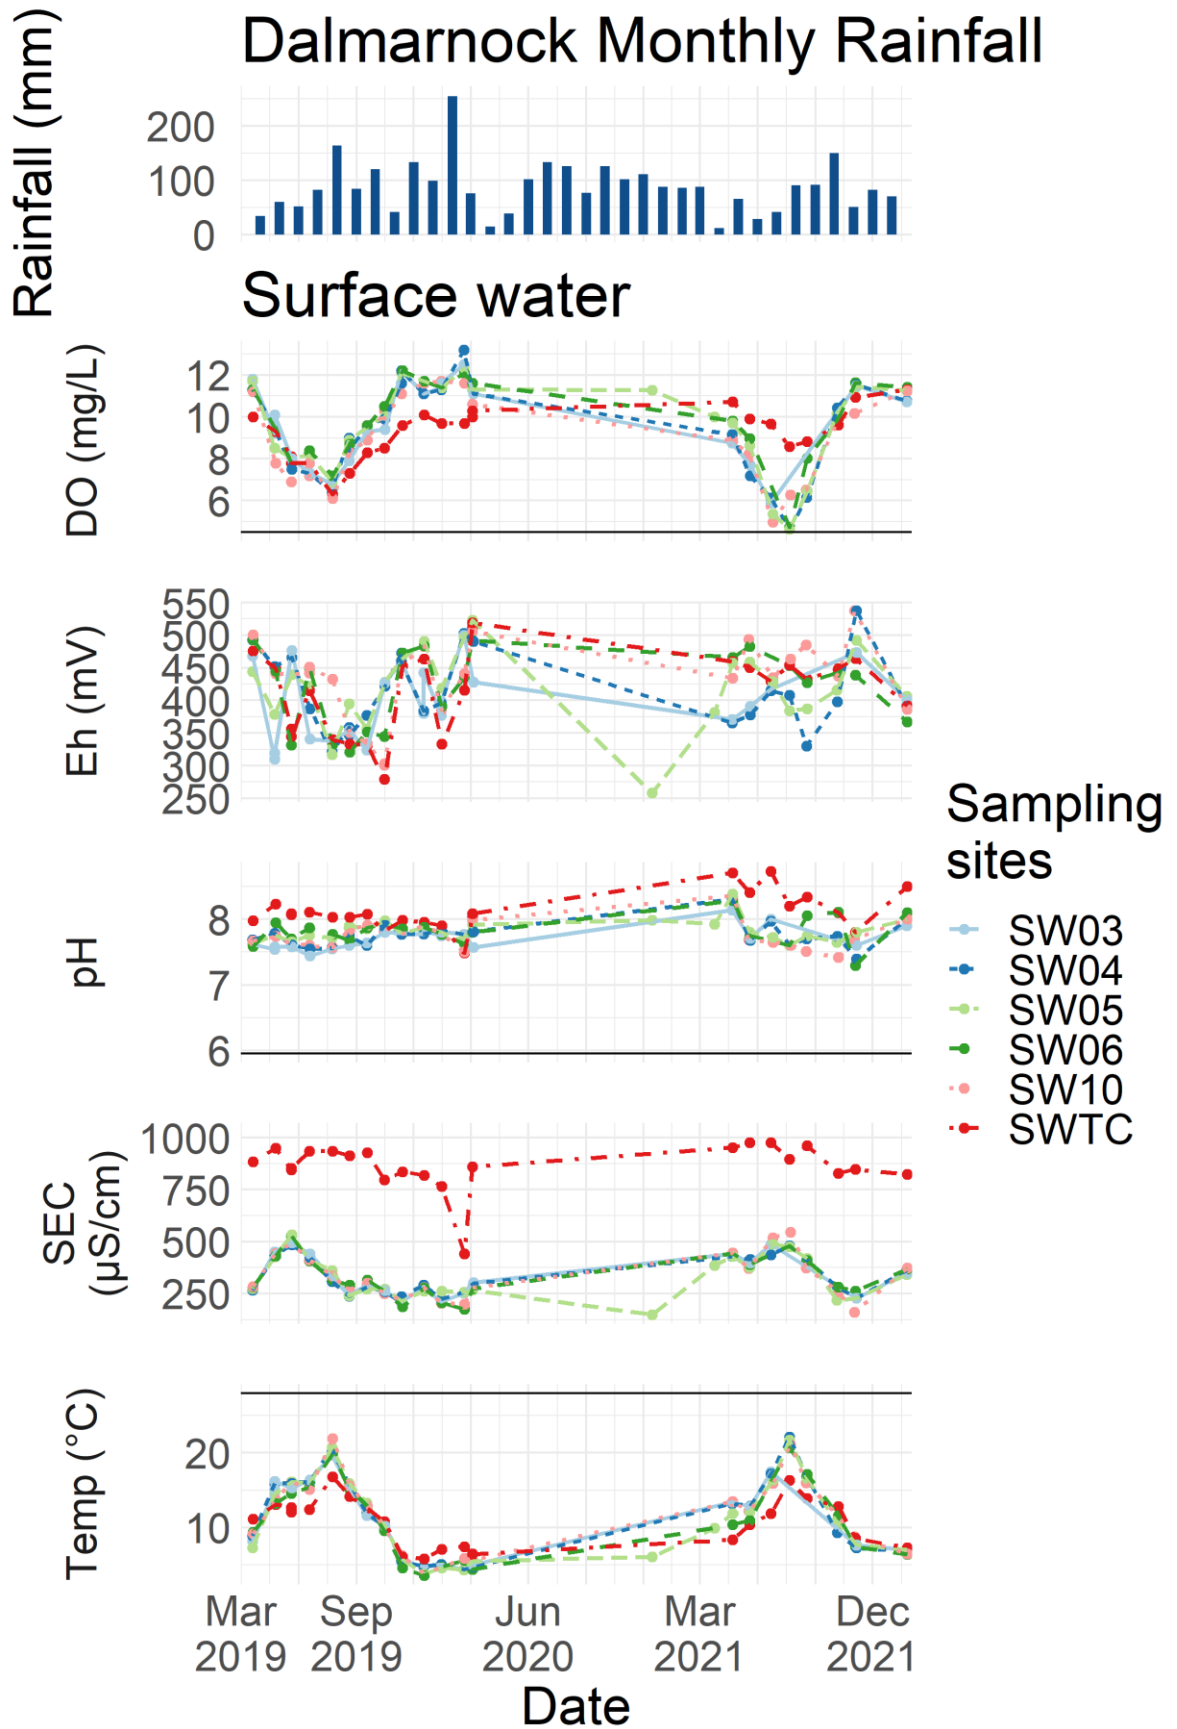 Dalmarnock Monthly Rainfall
Rainfall (mm)
200
100
0
Surface water
DO (mg/L)
12
10
8
6
Eh (mV)
550
500
450
400
350
300
250
pH
8
7
6
SEC
(µS/cm)
1000
750
500
250
Temp (°C)
20
10
Mar Sep Jun Mar Dec
2019 2019 2020 2021 2021
Date
Sampling
sites
SW03
SW04
SW05
SW06
SW10
SWTC